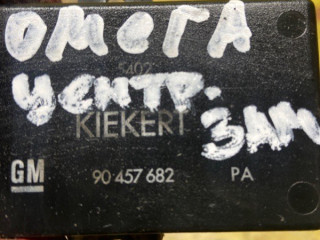 ОМЕГА
5402
ЦЕНТР.
KIEKERT
ЗАМ
GM 90 457 682 PA